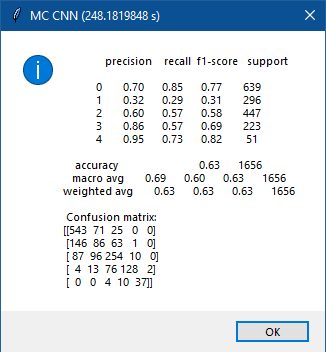 MC CNN (248.1819848 s)
precision recall f1-score support
0 0.70 0.85 0.77 639
1 0.32 0.29 0.31 296
2 0.60 0.57 0.58 447
3 0.86 0.57 0.69 223
4 0.95 0.73 0.82 51
accuracy 0.63 1656
macro avg 0.69 0.60 0.63 1656
weighted avg 0.63 0.63 0.63 1656
Confusion matrix:
[[543 71 25 0 0]
[146 86 63 1 0]
[ 87 96 254 10 0]
[ 4 13 76 128 2]
[ 0 0 4 10 37]]
OK